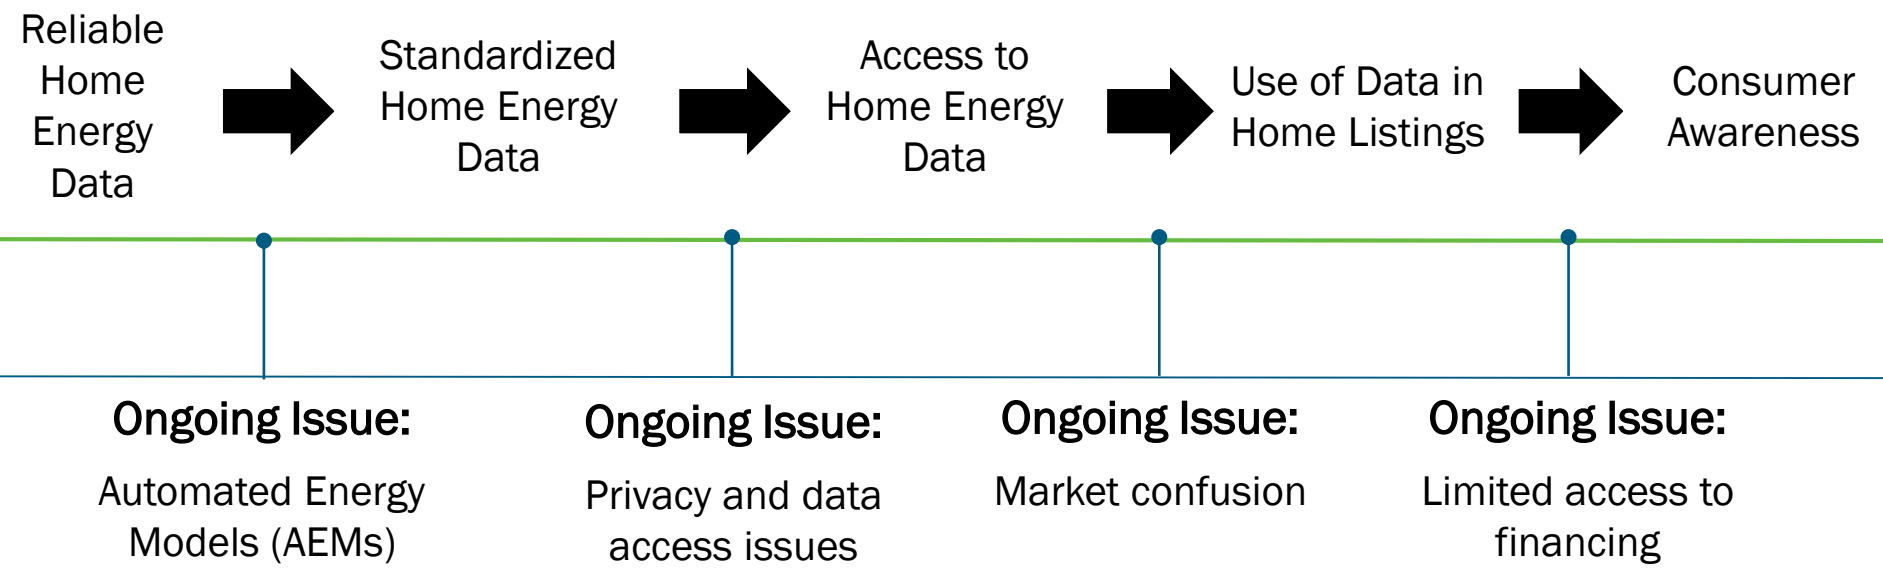 Reliable
Home
Energy
Data
Standardized
Home Energy
Data
Access to
Home Energy
Data
Use of Data in
Home Listings
Consumer
Awareness
Ongoing Issue:
Automated Energy
Models (AEMs)
Ongoing Issue:
Privacy and data
access issues
Ongoing Issue:
Market confusion
Ongoing Issue:
Limited access to
financing